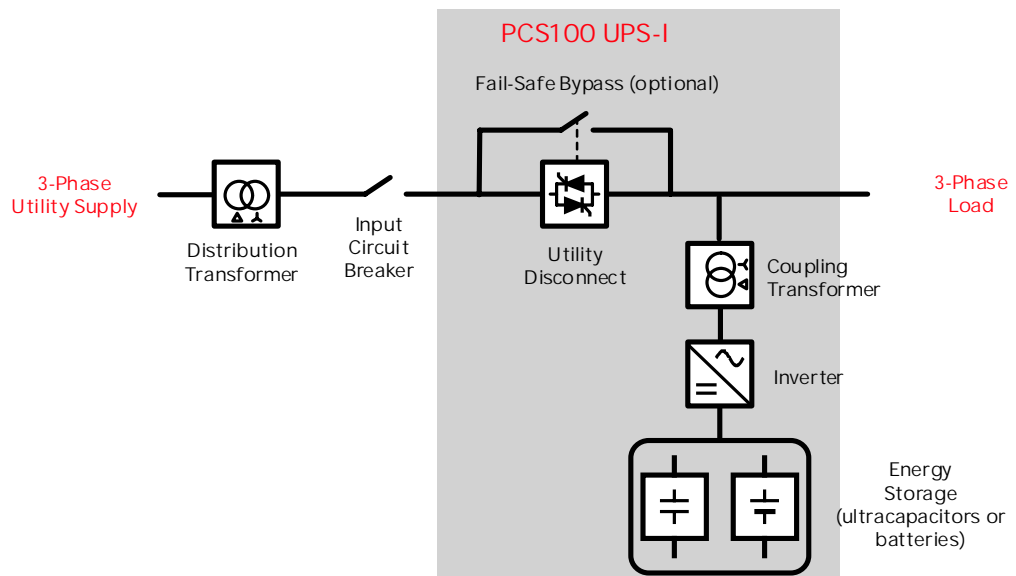 PCS100 UPS-I
Fail-Safe Bypass (optional)
3-Phase
Utility Supply
3-Phase
Load
Distribution
Transformer
Input
Circuit
Breaker
Utility
Disconnect
Coupling
Transformer
Inverter
Energy
Storage
(ultracapacitors or
batteries)